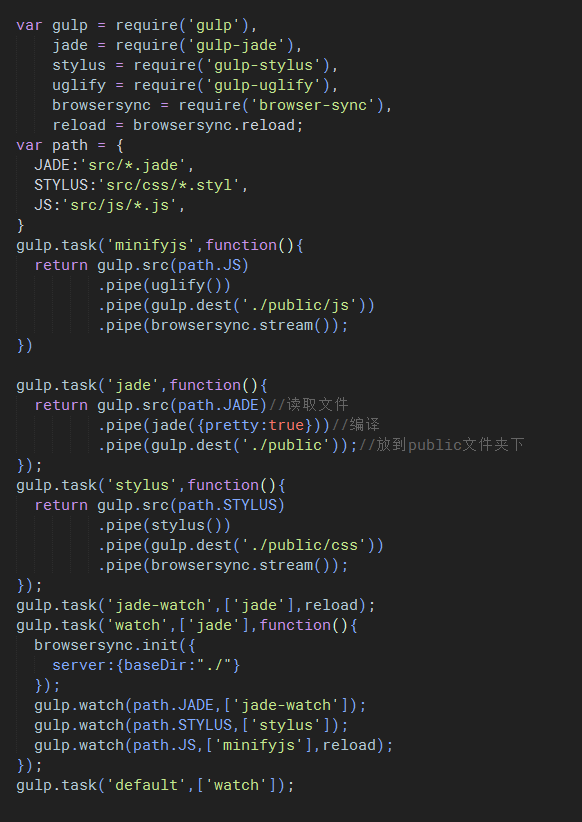 var gulp = require('gulp'),
    jade = require('gulp-jade'),
    stylus = require('gulp-stylus'),
    uglify = require('gulp-uglify'),
    browsersync = require('browser-sync'),
    reload = browsersync.reload;
var path = {
  JADE:'src/*.jade',
  STYLUS:'src/css/*.styl',
  JS:'src/js/*.js',
}
gulp.task('minifyjs',function(){
  return gulp.src(path.JS)
         .pipe(uglify())
         .pipe(gulp.dest('./public/js'))
         .pipe(browsersync.stream());
})

gulp.task('jade',function(){
  return gulp.src(path.JADE)//读取文件
         .pipe(jade({pretty:true}))//编译
         .pipe(gulp.dest('./public'));//放到public文件夹下
});
gulp.task('stylus',function(){
  return gulp.src(path.STYLUS)
         .pipe(stylus())
         .pipe(gulp.dest('./public/css'))
         .pipe(browsersync.stream());
});
gulp.task('jade-watch',['jade'],reload);
gulp.task('watch',['jade'],function(){
  browsersync.init({
    server:{baseDir:"./"}
  });
  gulp.watch(path.JADE,['jade-watch']);
  gulp.watch(path.STYLUS,['stylus']);
  gulp.watch(path.JS,['minifyjs'],reload);
});
gulp.task('default',['watch']);